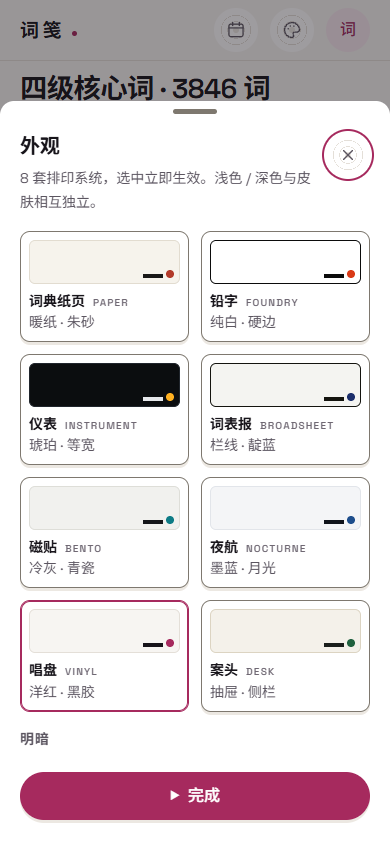 词笺
词
四级核心词 · 3846 词
外观
8 套排印系统，选中立即生效。浅色 / 深色与皮
肤相互独立。
词典纸页 PAPER
暖纸 · 朱砂
铅字 FOUNDRY
纯白 · 硬边
仪表 INSTRUMENT
琥珀 · 等宽
词表报 BROADSHEET
栏线 · 靛蓝
磁贴 BENTO
冷灰 · 青瓷
夜航 NOCTURNE
墨蓝 · 月光
唱盘 VINYL
洋红 · 黑胶
案头 DESK
抽屉 · 侧栏
明暗
完成